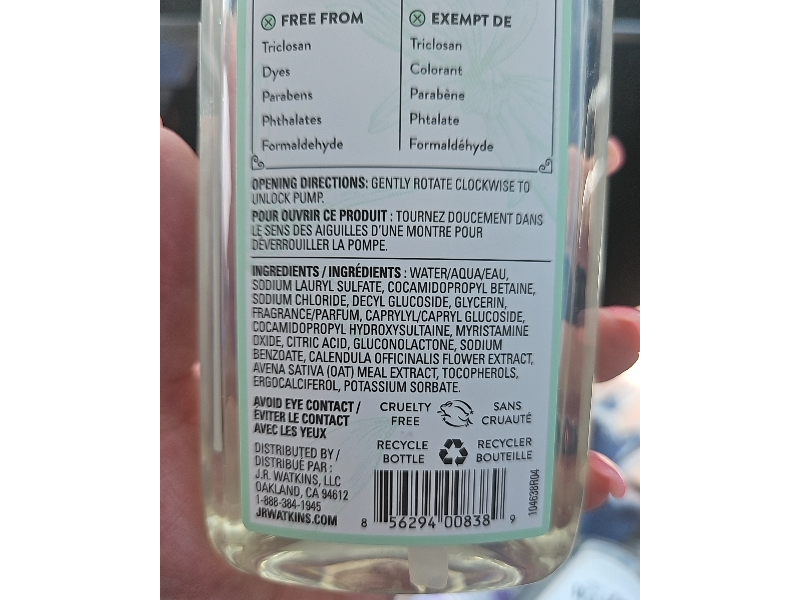 FREE FROM
Triclosan
Dyes
Parabens
Phthalates
Formaldehyde
EXEMPT DE
Triclosan
Colorant
Parabène
Phtalate
Formaldéhyde
OPENING DIRECTIONS: GENTLY ROTATE CLOCKWISE TO
UNLOCK PUMP.
POUR OUVRIR CE PRODUIT : TOURNEZ DOUCEMENT DANS
LE SENS DES AIGUILLES D'UNE MONTRE POUR
DÉVERROUILLER LA POMPE.
INGREDIENTS / INGRÉDIENTS : WATER/AQUA/EAU,
SODIUM LAURYL SULFATE, COCAMIDOPROPYL BETAINE,
SODIUM CHLORIDE, DECYL GLUCOSIDE, GLYCERIN,
FRAGRANCE/PARFUM, CAPRYLYL/CAPRYL GLUCOSIDE,
COCAMIDOPROPYL HYDROXYSULTAINE, MYRISTAMINE
OXIDE, CITRIC ACID, GLUCONOLACTONE, SODIUM
BENZOATE, CALENDULA OFFICINALIS FLOWER EXTRACT,
AVENA SATIVA (OAT) MEAL EXTRACT, TOCOPHEROLS,
ERGOCALCIFEROL, POTASSIUM SORBATE.
AVOID EYE CONTACT /
ÉVITER LE CONTACT
AVEC LES YEUX
DISTRIBUTED BY /
DISTRIBUÉ PAR :
J.R. WATKINS, LLC
OAKLAND, CA 94612
1-888-384-1945
JRWATKINS.COM
CRUELTY
FREE
SANS
CRUAUTÉ
RECYCLE
BOTTLE
RECYCLER
BOUTEILLE
8 56294 00838 9
104638R04